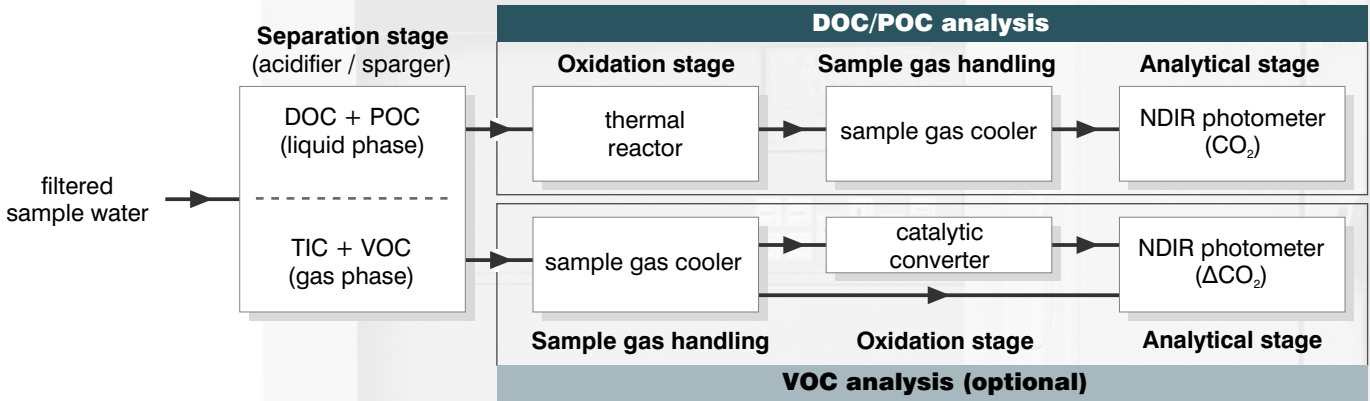 DOC/POC analysis
Separation stage
(acidifier / sparger)
Oxidation stage
Sample gas handling
Analytical stage
DOC + POC
(liquid phase)
thermal
reactor
sample gas cooler
NDIR photometer
(CO₂)
filtered
sample water
TIC + VOC
(gas phase)
sample gas cooler
catalytic
converter
NDIR photometer
(ΔCO₂)
Sample gas handling
Oxidation stage
Analytical stage
VOC analysis (optional)